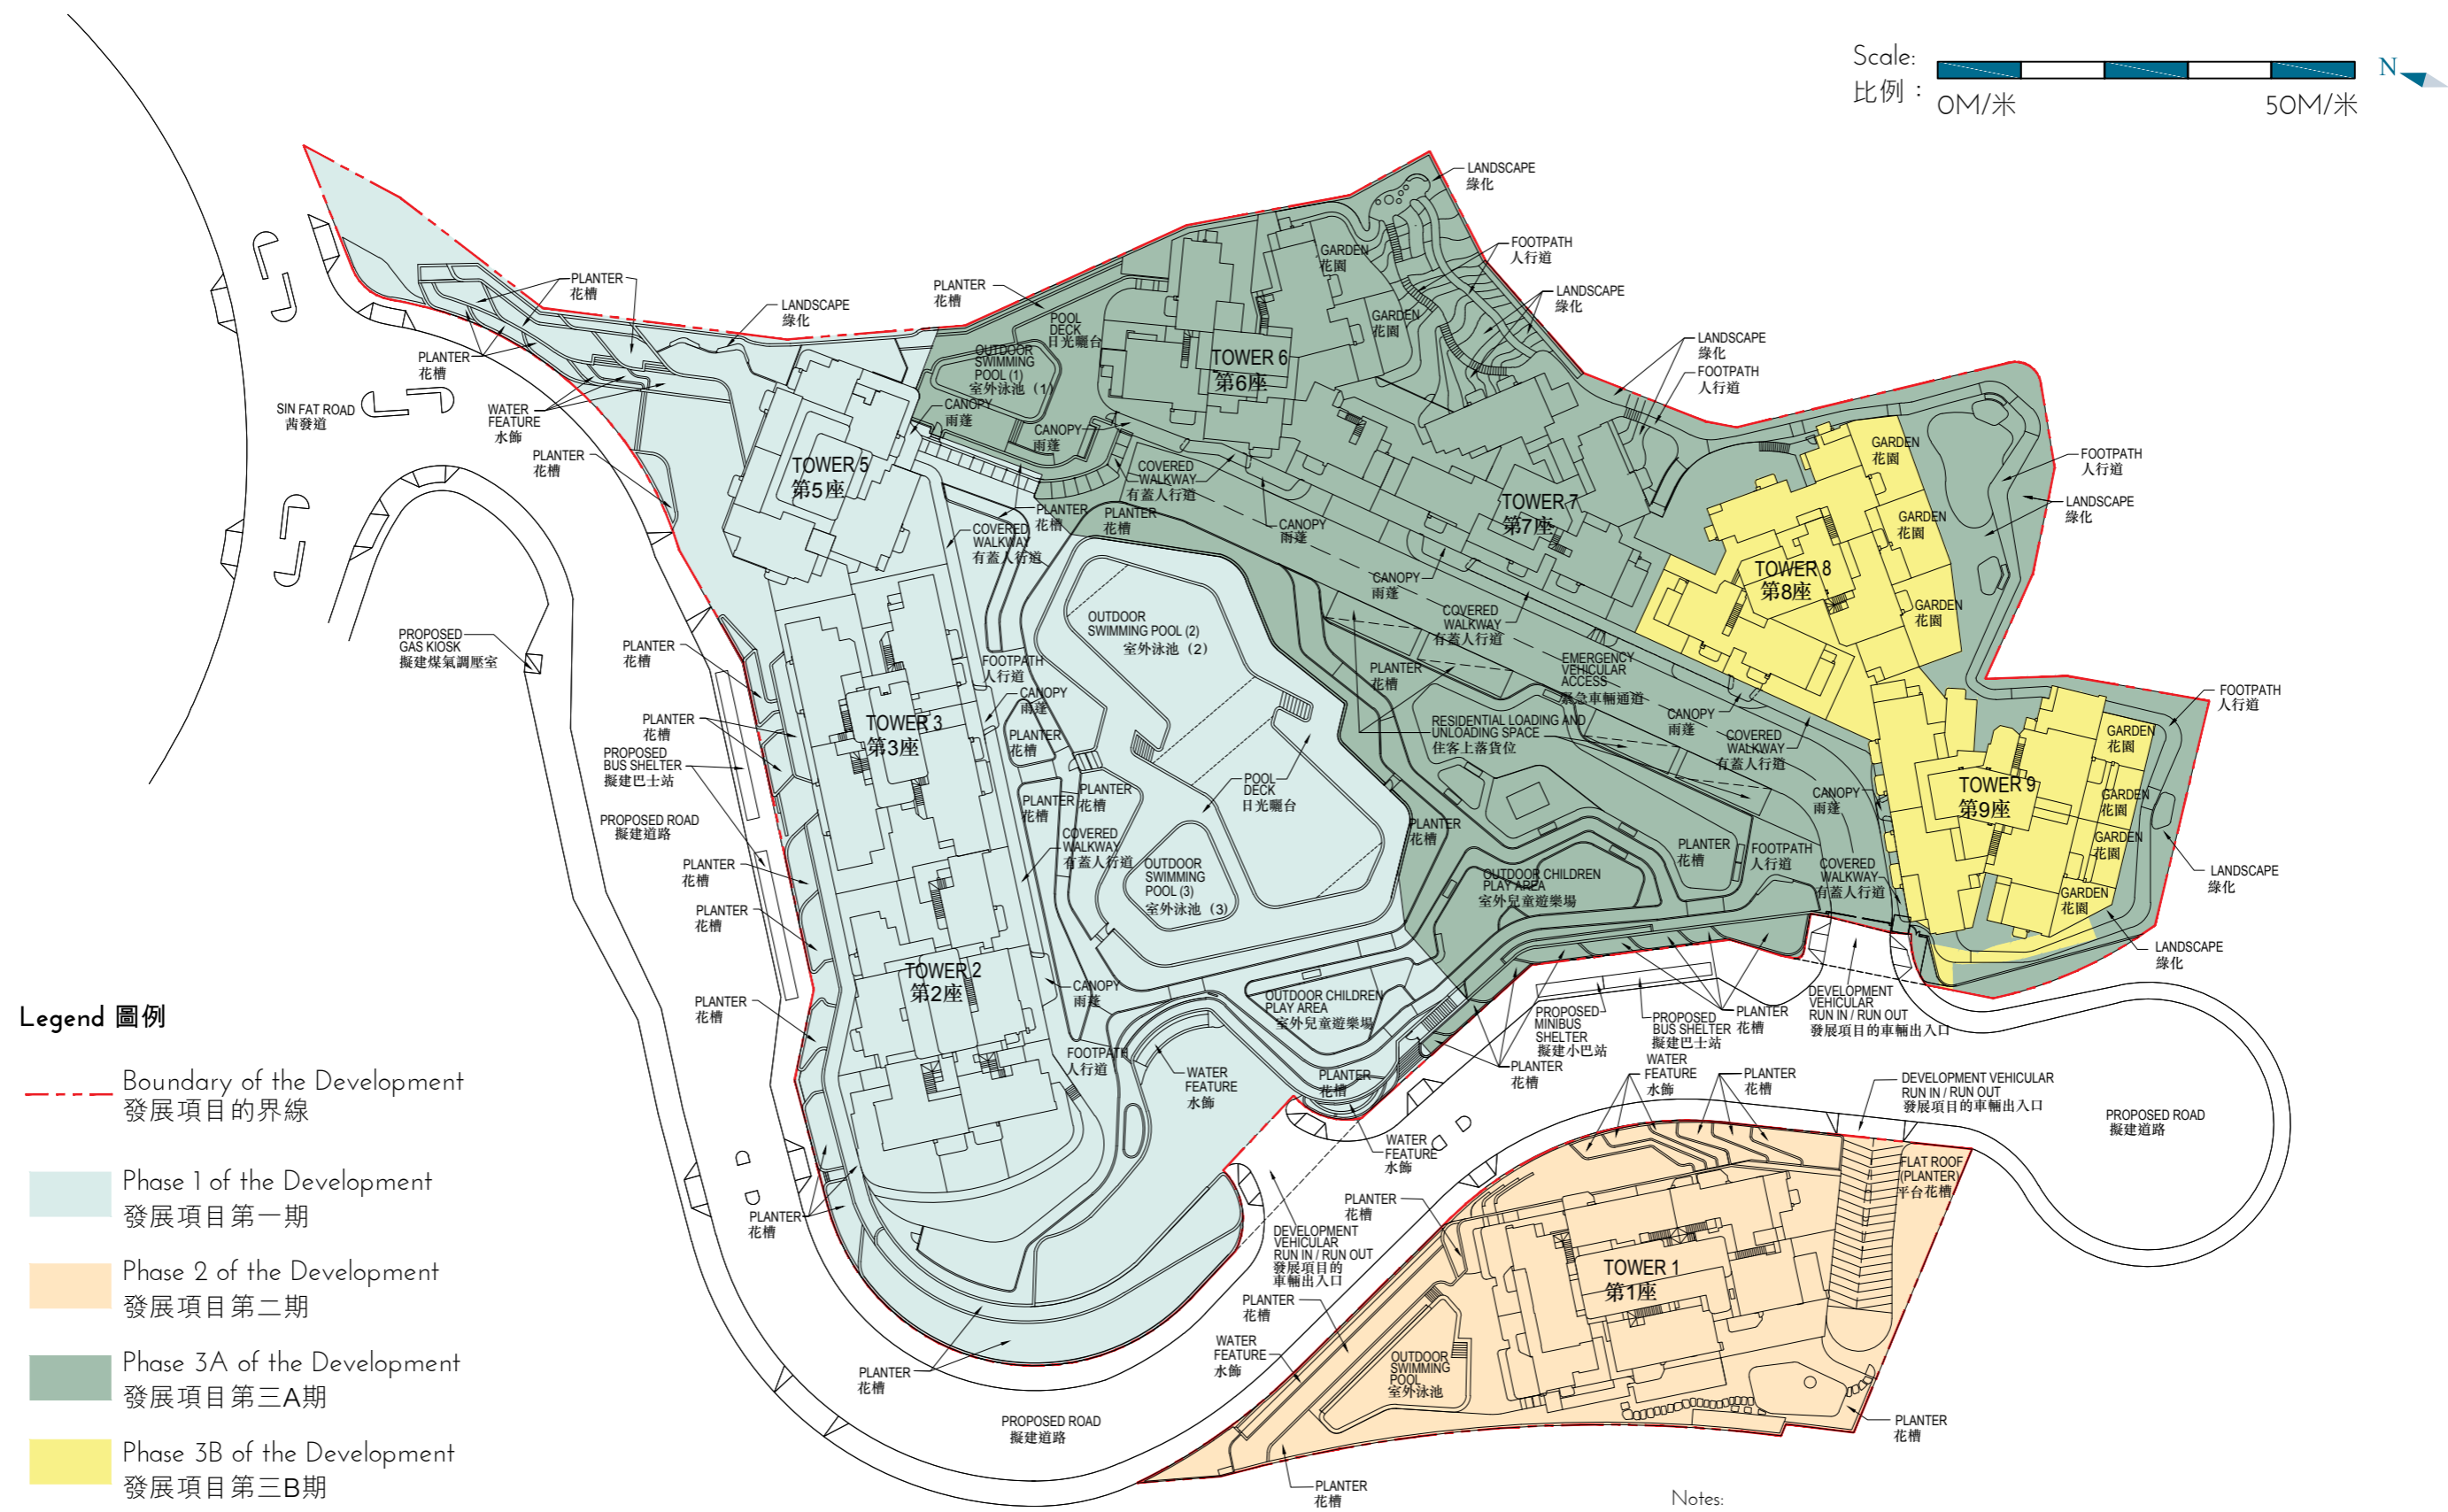 Scale:
比例：
0M/米
50M/米
N
LANDSCAPE
綠化
FOOTPATH
人行道
GARDEN
花園
LANDSCAPE
綠化
PLANTER
花槽
PLANTER
花槽
LANDSCAPE
綠化
POOL
DECK
日光曬台
GARDEN
花園
LANDSCAPE
綠化
FOOTPATH
人行道
PLANTER
花槽
OUTDOOR
SWIMMING
POOL (1)
室外泳池 (1)
TOWER 6
第6座
SIN FAT ROAD
茜發道
WATER
FEATURE
水飾
CANOPY
雨蓬
CANOPY
雨蓬
GARDEN
花園
FOOTPATH
人行道
PLANTER
花槽
TOWER 5
第5座
COVERED
WALKWAY
有蓋人行道
TOWER 7
第7座
LANDSCAPE
綠化
GARDEN
花園
PLANTER
花槽
PLANTER
花槽
COVERED
WALKWAY
有蓋人行道
CANOPY
雨蓬
CANOPY
雨蓬
TOWER 8
第8座
GARDEN
花園
PROPOSED
GAS KIOSK
擬建煤氣調壓室
PLANTER
花槽
OUTDOOR
SWIMMING POOL (2)
室外泳池 (2)
COVERED
WALKWAY
有蓋人行道
FOOTPATH
人行道
PLANTER
花槽
EMERGENCY
VEHICULAR
ACCESS
緊急車輛通道
CANOPY
雨蓬
FOOTPATH
人行道
PLANTER
花槽
TOWER 3
第3座
PLANTER
花槽
RESIDENTIAL LOADING AND
UNLOADING SPACE
住客上落貨位
CANOPY
雨蓬
COVERED
WALKWAY
有蓋人行道
GARDEN
花園
PROPOSED
BUS SHELTER
擬建巴士站
POOL
DECK
日光曬台
CANOPY
雨蓬
TOWER 9
第9座
GARDEN
花園
PLANTER
花槽
PLANTER
花槽
PROPOSED ROAD
擬建道路
COVERED
WALKWAY
有蓋人行道
PLANTER
花槽
PLANTER
花槽
FOOTPATH
人行道
GARDEN
花園
PLANTER
花槽
OUTDOOR
SWIMMING
POOL (3)
室外泳池 (3)
OUTDOOR CHILDREN
PLAY AREA
室外兒童遊樂場
COVERED
WALKWAY
有蓋人行道
GARDEN
花園
LANDSCAPE
綠化
PLANTER
花槽
LANDSCAPE
綠化
TOWER 2
第2座
CANOPY
雨蓬
OUTDOOR CHILDREN
PLAY AREA
室外兒童遊樂場
PLANTER
花槽
PROPOSED
MINIBUS
SHELTER
擬建小巴站
PROPOSED
BUS SHELTER
擬建巴士站
PLANTER
花槽
DEVELOPMENT
VEHICULAR
RUN IN / RUN OUT
發展項目的車輛出入口
FOOTPATH
人行道
WATER
FEATURE
水飾
PLANTER
花槽
PLANTER
花槽
WATER
FEATURE
水飾
PLANTER
花槽
DEVELOPMENT VEHICULAR
RUN IN / RUN OUT
發展項目的車輛出入口
PROPOSED ROAD
擬建道路
WATER
FEATURE
水飾
FLAT ROOF
(PLANTER)
平台花槽
PLANTER
花槽
PLANTER
花槽
DEVELOPMENT
VEHICULAR
RUN IN / RUN OUT
發展項目的
車輛出入口
TOWER 1
第1座
PLANTER
花槽
WATER
FEATURE
水飾
OUTDOOR
SWIMMING
POOL
室外泳池
PLANTER
花槽
PROPOSED ROAD
擬建道路
PLANTER
花槽
PLANTER
花槽
Legend 圖例
Boundary of the Development
發展項目的界線
Phase 1 of the Development
發展項目第一期
Phase 2 of the Development
發展項目第二期
Phase 3A of the Development
發展項目第三A期
Phase 3B of the Development
發展項目第三B期
Notes: